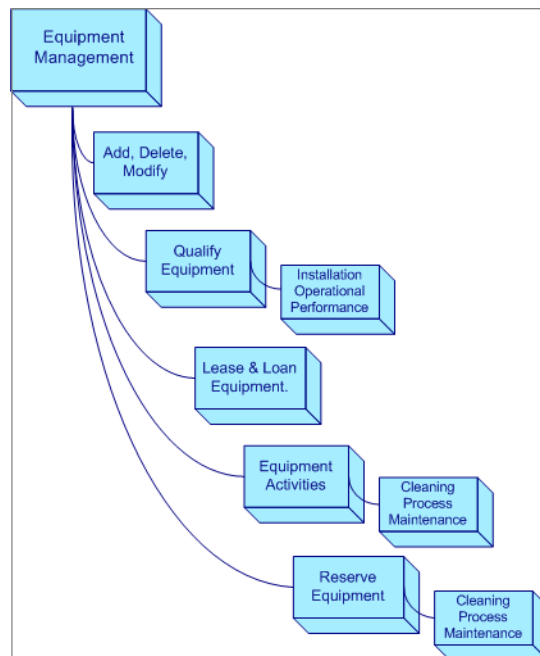 Equipment
Management
Add, Delete,
Modify
Qualify
Equipment
Installation
Operational
Performance
Lease & Loan
Equipment.
Equipment
Activities
Cleaning
Process
Maintenance
Reserve
Equipment
Cleaning
Process
Maintenance